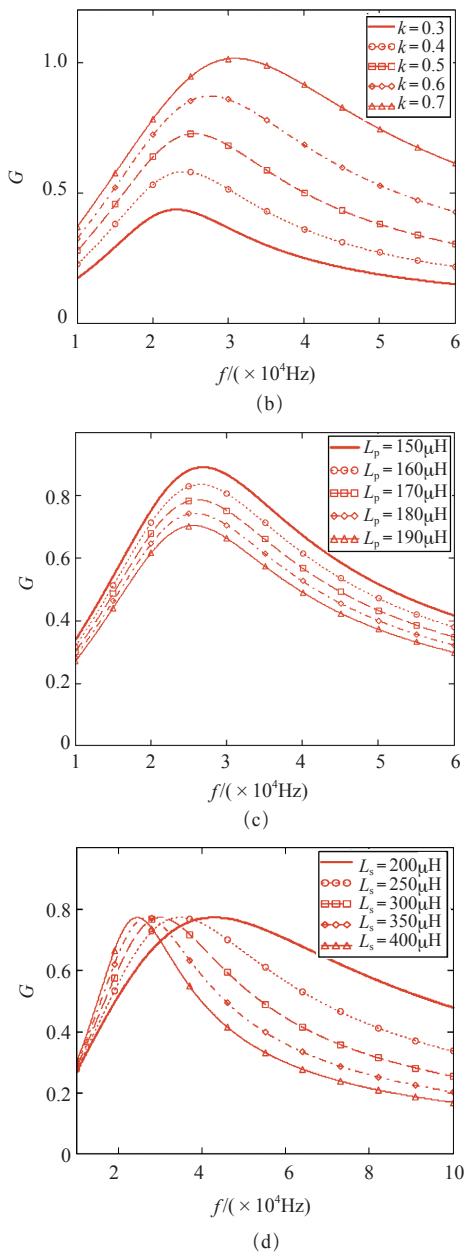 1.0
0.5
0
G
k=0.3
k=0.4
k=0.5
k=0.6
k=0.7
1 2 3 4 5 6
f/(×10⁴Hz)
(b)
0.8
0.6
0.4
0.2
0
G
Lₚ=150μH
Lₚ=160μH
Lₚ=170μH
Lₚ=180μH
Lₚ=190μH
1 2 3 4 5 6
f/(×10⁴Hz)
(c)
0.8
0.6
0.4
0.2
0
G
Lₛ=200μH
Lₛ=250μH
Lₛ=300μH
Lₛ=350μH
Lₛ=400μH
2 4 6 8 10
f/(×10⁴Hz)
(d)